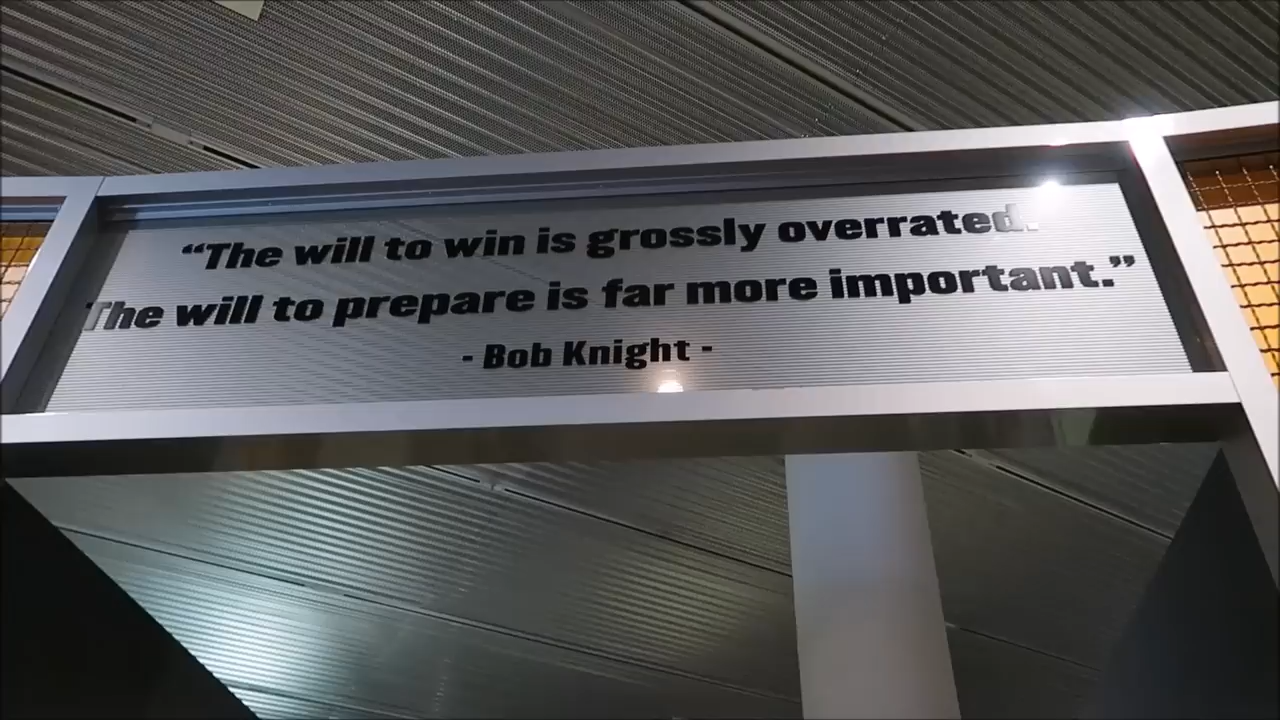 “The will to win is grossly overrated.
The will to prepare is far more important.”
- Bob Knight -